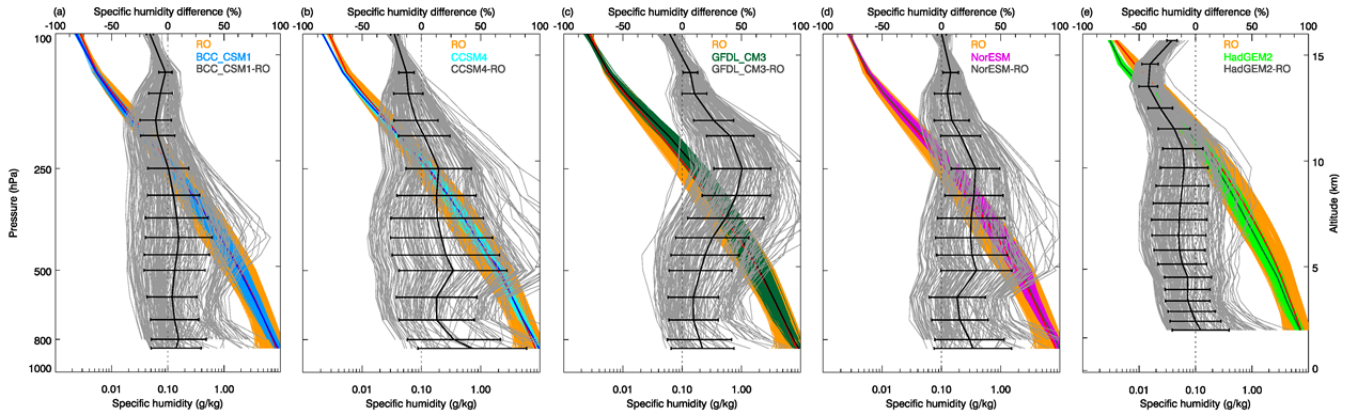 (a) Specific humidity difference (%)
-100 -50 0 50 100
RO
BCC_CSM1
BCC_CSM1-RO
Pressure (hPa)
100
250
500
800
1000
0.01 0.10 1.00
Specific humidity (g/kg)
(b) Specific humidity difference (%)
-100 -50 0 50 100
RO
CCSM4
CCSM4-RO
0.01 0.10 1.00
Specific humidity (g/kg)
(c) Specific humidity difference (%)
-100 -50 0 50 100
RO
GFDL_CM3
GFDL_CM3-RO
0.01 0.10 1.00
Specific humidity (g/kg)
(d) Specific humidity difference (%)
-100 -50 0 50 100
RO
NorESM
NorESM-RO
0.01 0.10 1.00
Specific humidity (g/kg)
(e) Specific humidity difference (%)
-100 -50 0 50 100
RO
HadGEM2
HadGEM2-RO
15
10
5
0
Altitude (km)
0.01 0.10 1.00
Specific humidity (g/kg)